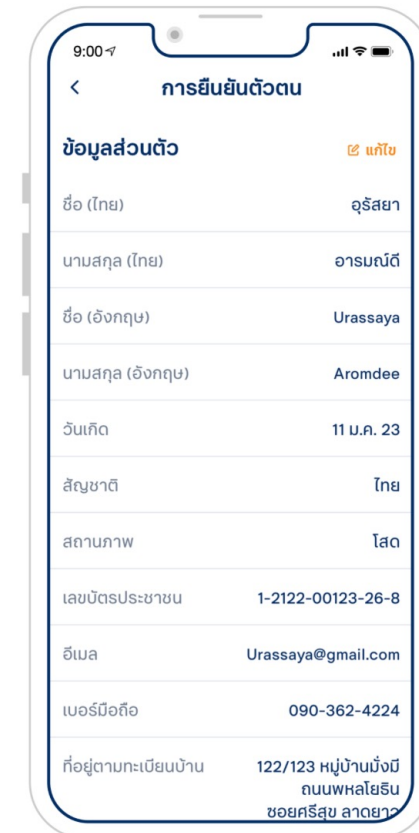 9:00
การยืนยันตัวตน
ข้อมูลส่วนตัว แก้ไข
ชื่อ (ไทย) อุรัสยา
นามสกุล (ไทย) อารมณ์ดี
ชื่อ (อังกฤษ) Urassaya
นามสกุล (อังกฤษ) Aromdee
วันเกิด 11 ม.ค. 23
สัญชาติ ไทย
สถานภาพ โสด
เลขบัตรประชาชน 1-2122-00123-26-8
อีเมล Urassaya@gmail.com
เบอร์มือถือ 090-362-4224
ที่อยู่ตามทะเบียนบ้าน 122/123 หมู่บ้านมั่งมี
ถนนพหลโยธิน
ซอยศรีสุข ลาดยาว